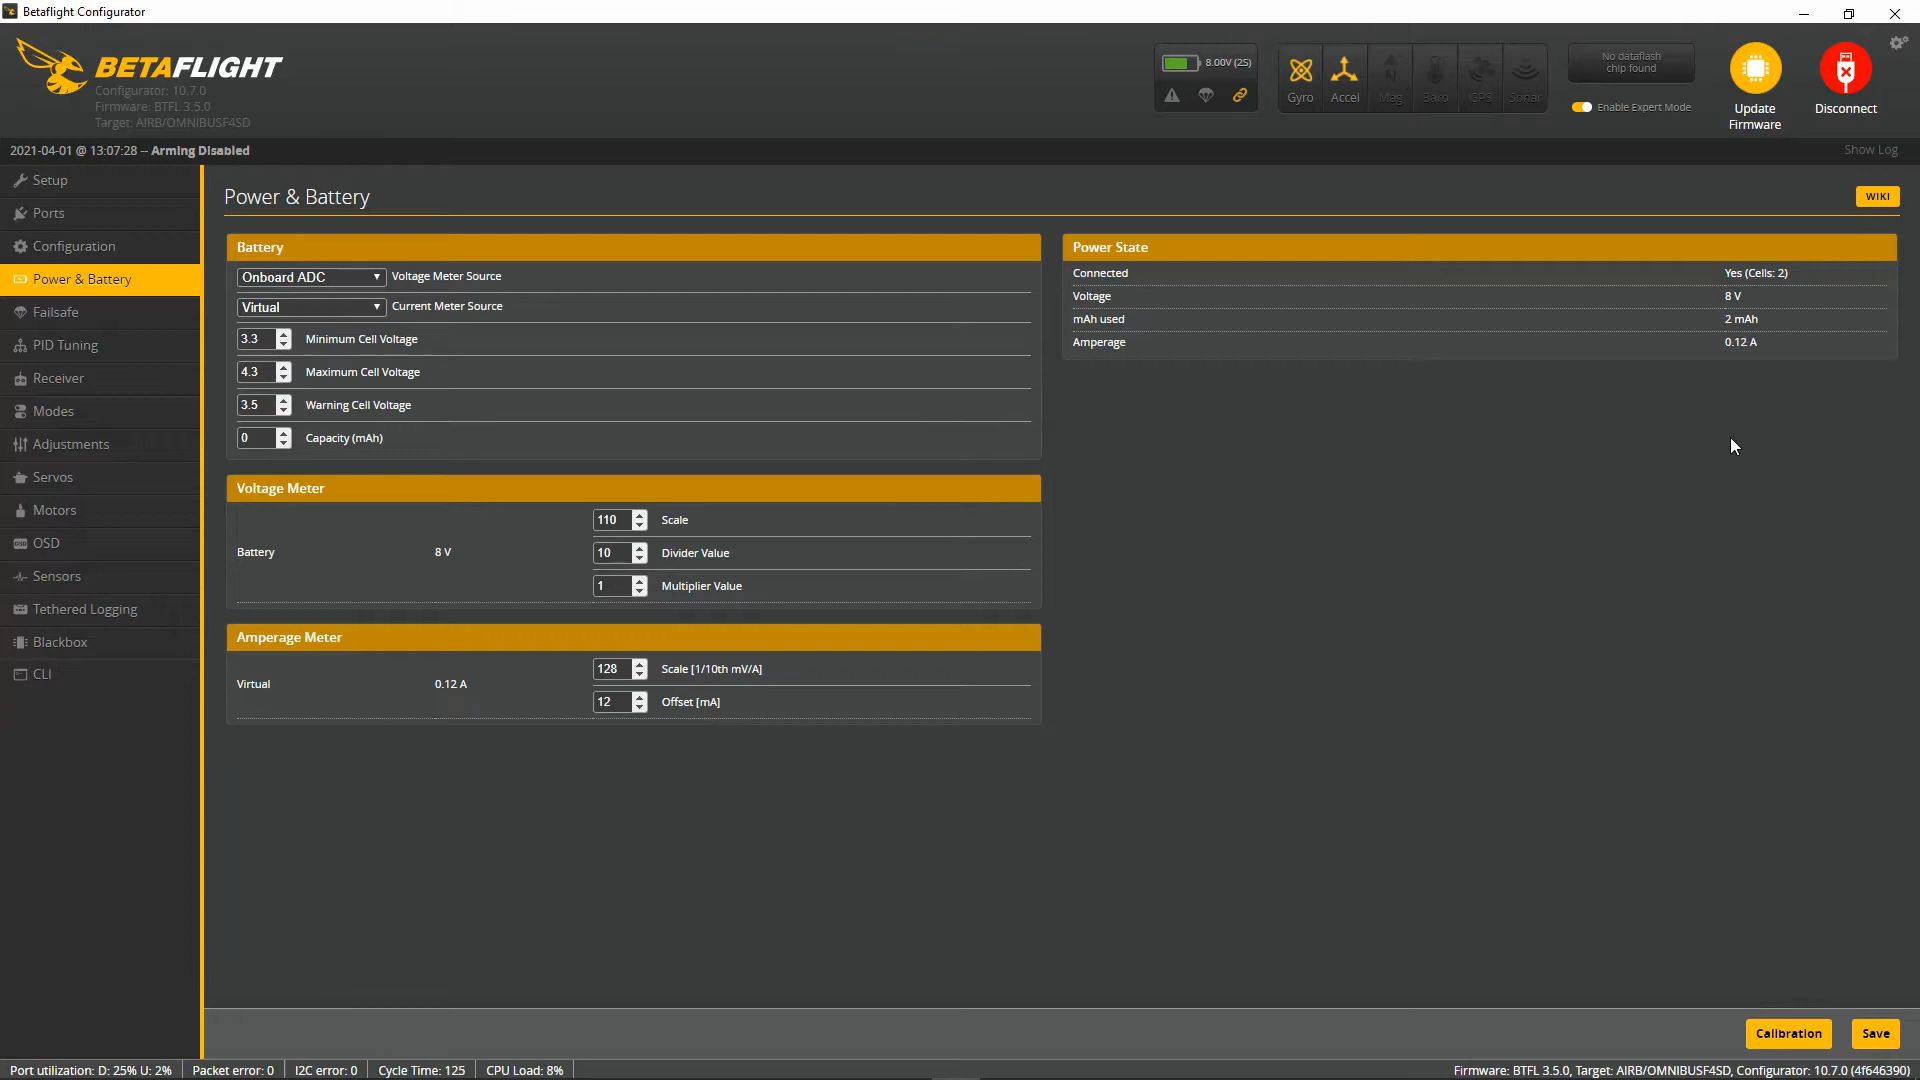 Betaflight Configurator
BETAFLIGHT
Configurator: 10.7.0
Firmware: BTFL 3.5.0
Target: AIRB/OMNIBUSF4SD
8.00V (2S)
Gyro
Accel
Mag
Baro
GPS
Sonar
No dataflash
chip found
Enable Expert Mode
Update
Firmware
Disconnect
2021-04-01 @ 13:07:28 -- Arming Disabled
Show Log
Setup
Ports
Configuration
Power & Battery
Failsafe
PID Tuning
Receiver
Modes
Adjustments
Servos
Motors
OSD
Sensors
Tethered Logging
Blackbox
CLI
Power & Battery
WIKI
Battery
Onboard ADC Voltage Meter Source
Virtual Current Meter Source
3.3 Minimum Cell Voltage
4.3 Maximum Cell Voltage
3.5 Warning Cell Voltage
0 Capacity (mAh)
Voltage Meter
Battery 8 V
110 Scale
10 Divider Value
1 Multiplier Value
Amperage Meter
Virtual 0.12 A
128 Scale [1/10th mV/A]
12 Offset [mA]
Power State
Connected Yes (Cells: 2)
Voltage 8 V
mAh used 2 mAh
Amperage 0.12 A
Calibration
Save
Port utilization: D: 25% U: 2% Packet error: 0 I2C error: 0 Cycle Time: 125 CPU Load: 8% Firmware: BTFL 3.5.0, Target: AIRB/OMNIBUSF4SD, Configurator: 10.7.0 (4f646390)